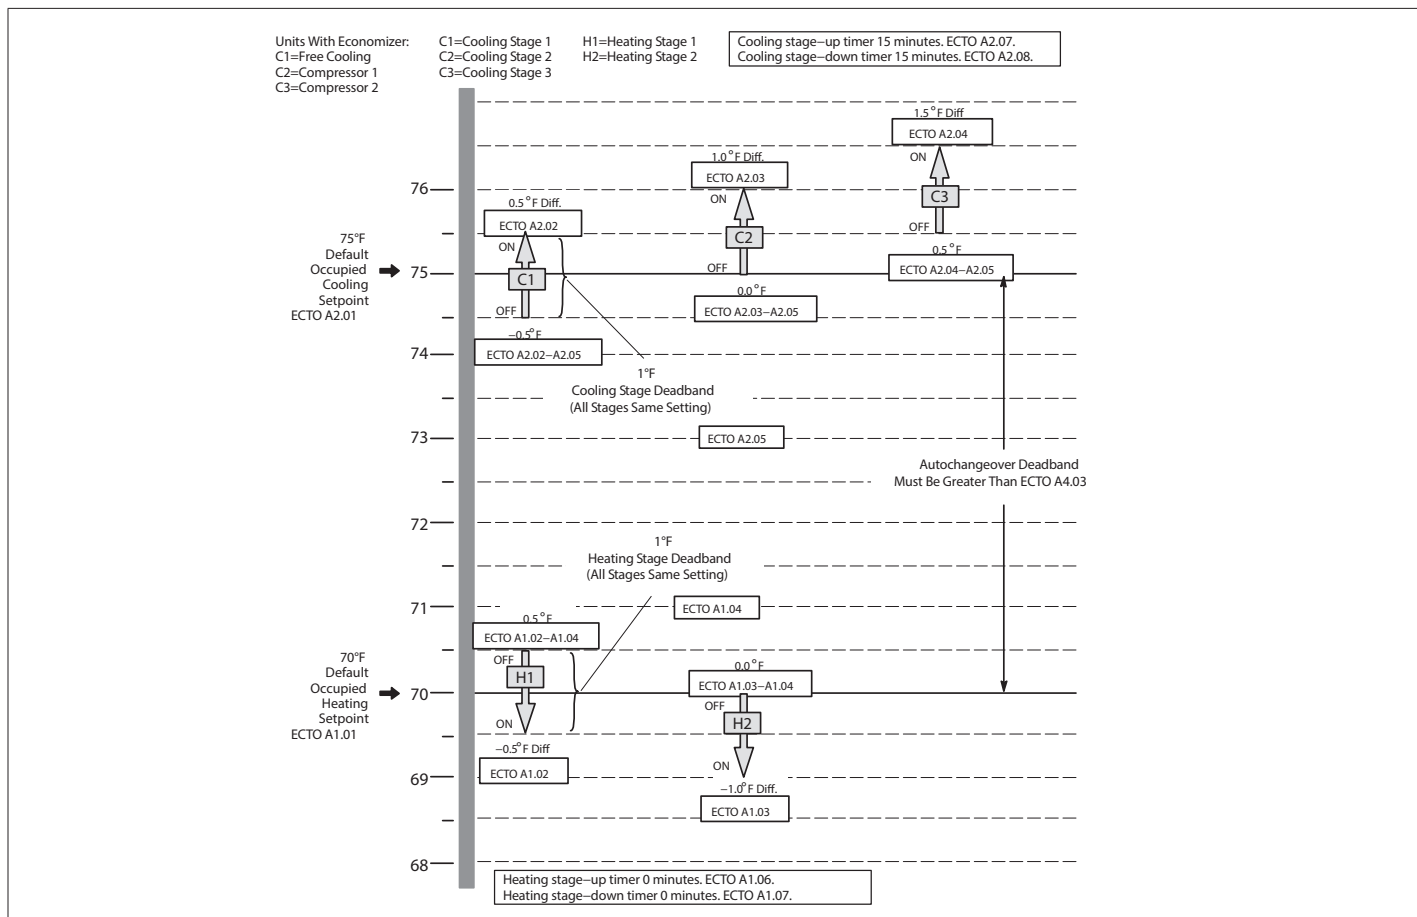 Units With Economizer:
C1=Free Cooling
C2=Compressor 1
C3=Compressor 2
C1=Cooling Stage 1
C2=Cooling Stage 2
C3=Cooling Stage 3
H1=Heating Stage 1
H2=Heating Stage 2
Cooling stage–up timer 15 minutes. ECTO A2.07.
Cooling stage–down timer 15 minutes. ECTO A2.08.
1.5°F Diff
ECTO A2.04
ON
C3
OFF
0.5°F
ECTO A2.04–A2.05
1.0°F Diff.
ECTO A2.03
ON
C2
OFF
0.0°F
ECTO A2.03–A2.05
0.5°F Diff.
ECTO A2.02
ON
C1
OFF
–0.5°F
ECTO A2.02–A2.05
76
75
74
73
72
71
70
69
68
75°F
Default
Occupied
Cooling
Setpoint
ECTO A2.01
1°F
Cooling Stage Deadband
(All Stages Same Setting)
ECTO A2.05
Autochangeover Deadband
Must Be Greater Than ECTO A4.03
1°F
Heating Stage Deadband
(All Stages Same Setting)
ECTO A1.04
0.5°F
ECTO A1.02–A1.04
OFF
H1
ON
–0.5°F Diff
ECTO A1.02
70°F
Default
Occupied
Heating
Setpoint
ECTO A1.01
0.0°F
ECTO A1.03–A1.04
OFF
H2
ON
–1.0°F Diff.
ECTO A1.03
Heating stage–up timer 0 minutes. ECTO A1.06.
Heating stage–down timer 0 minutes. ECTO A1.07.